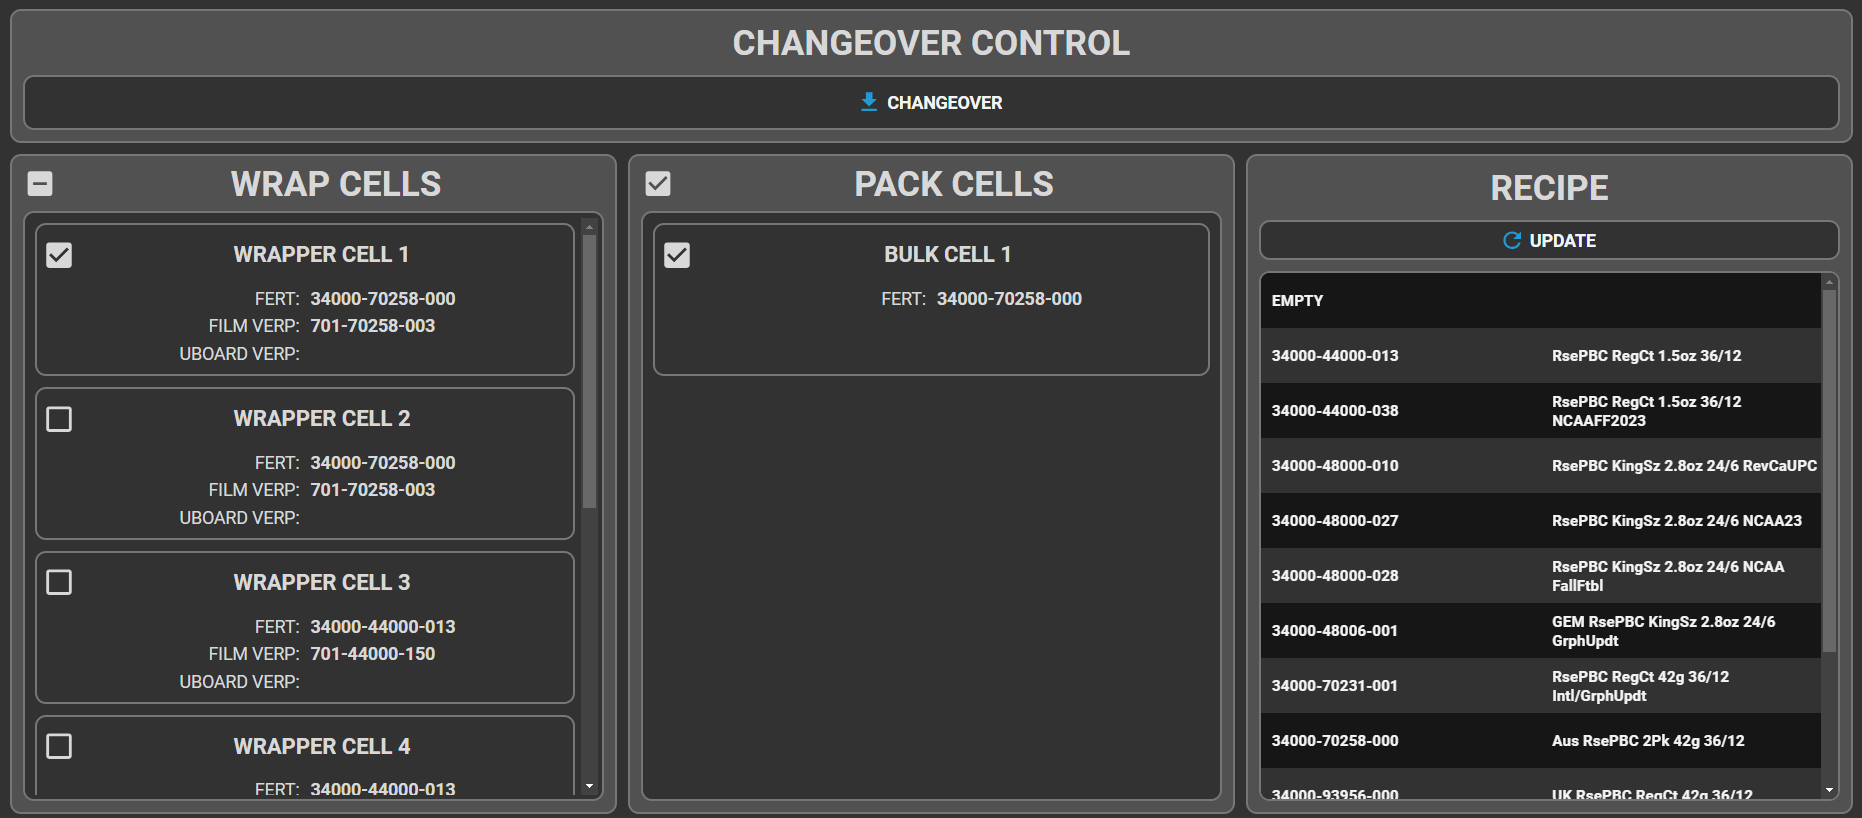 CHANGEOVER CONTROL
CHANGEOVER
WRAP CELLS
WRAPPER CELL 1
FERT: 34000-70258-000
FILM VERP: 701-70258-003
UBOARD VERP:
WRAPPER CELL 2
FERT: 34000-70258-000
FILM VERP: 701-70258-003
UBOARD VERP:
WRAPPER CELL 3
FERT: 34000-44000-013
FILM VERP: 701-44000-150
UBOARD VERP:
WRAPPER CELL 4
FERT: 34000-44000-013
PACK CELLS
BULK CELL 1
FERT: 34000-70258-000
RECIPE
UPDATE
EMPTY
34000-44000-013 RsePBC RegCt 1.5oz 36/12
34000-44000-038 RsePBC RegCt 1.5oz 36/12
NCAAFF2023
34000-48000-010 RsePBC KingSz 2.8oz 24/6 RevCaUPC
34000-48000-027 RsePBC KingSz 2.8oz 24/6 NCAA23
34000-48000-028 RsePBC KingSz 2.8oz 24/6 NCAA
FallFtbl
34000-48006-001 GEM RsePBC KingSz 2.8oz 24/6
GrphUpdt
34000-70231-001 RsePBC RegCt 42g 36/12
Intl/GrphUpdt
34000-70258-000 Aus RsePBC 2Pk 42g 36/12
34000-93956-000 UK RsePBC RegCt 42g 36/12